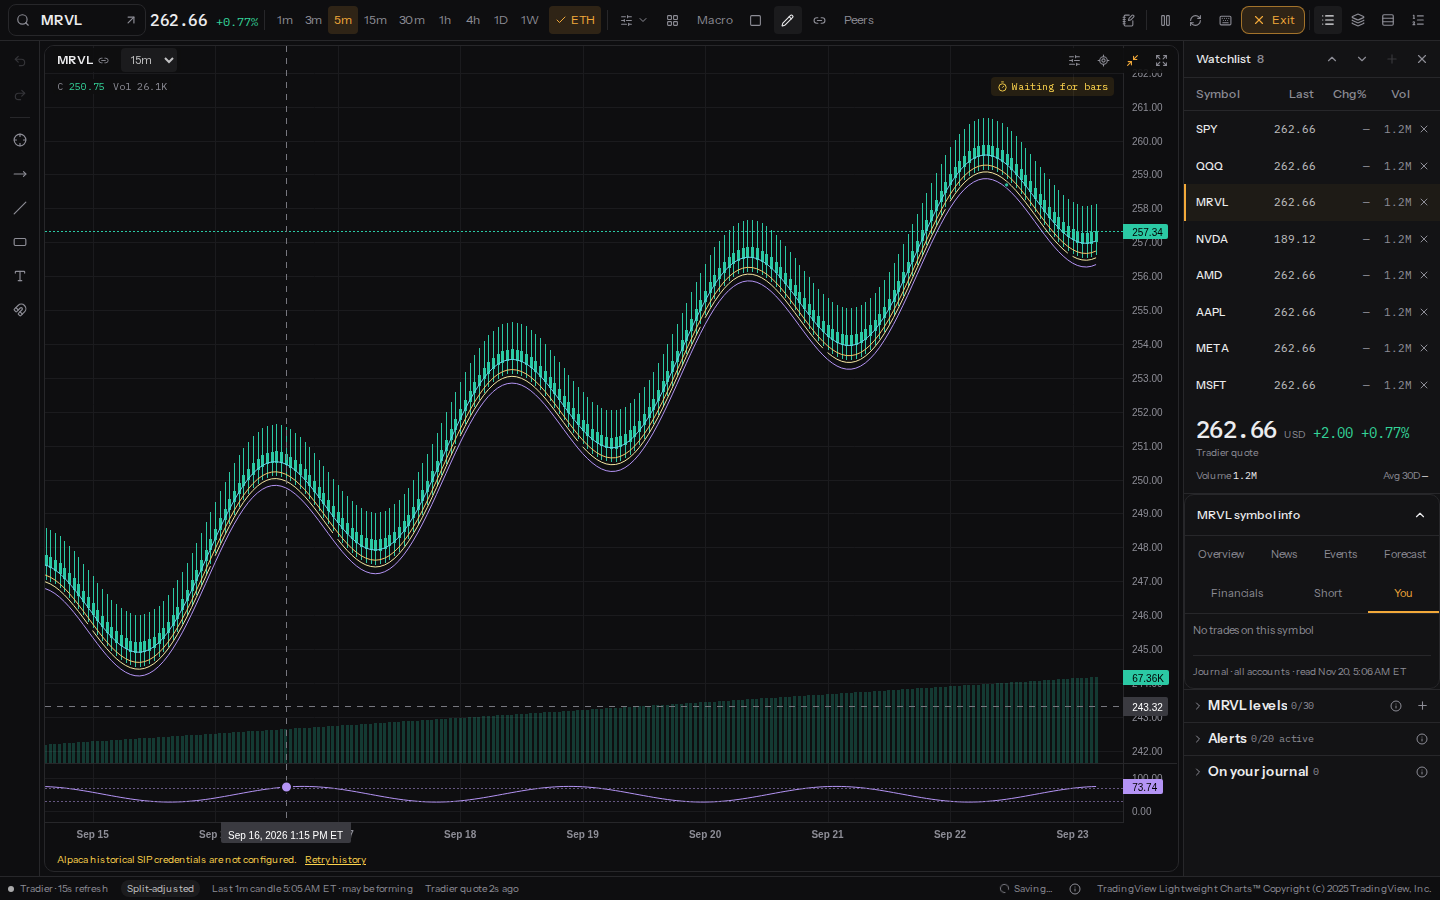 MRVL 262.66 +0.77% 1m 3m 5m 15m 30m 1h 4h 1D 1W ETH Macro Peers Exit
MRVL 15m
C 250.75 Vol 26.1K
Waiting for bars
262.00
261.00
260.00
259.00
258.00
257.34
257.00
256.00
255.00
254.00
253.00
252.00
251.00
250.00
249.00
248.00
247.00
246.00
245.00
67.36K
243.32
243.00
242.00
100.00
73.74
0.00
Sep 15 Sep Sep 16, 2026 1:15 PM ET 7 Sep 18 Sep 19 Sep 20 Sep 21 Sep 22 Sep 23
Alpaca historical SIP credentials are not configured. Retry history
Watchlist 8
Symbol Last Chg% Vol
SPY 262.66 — 1.2M
QQQ 262.66 — 1.2M
MRVL 262.66 — 1.2M
NVDA 189.12 — 1.2M
AMD 262.66 — 1.2M
AAPL 262.66 — 1.2M
META 262.66 — 1.2M
MSFT 262.66 — 1.2M
262.66 USD +2.00 +0.77%
Tradier quote
Volume 1.2M Avg 30D —
MRVL symbol info
Overview News Events Forecast
Financials Short You
No trades on this symbol
Journal · all accounts · read Nov 20, 5:06 AM ET
MRVL levels 0/30
Alerts 0/20 active
On your journal 0
Tradier · 15s refresh Split-adjusted Last 1m candle 5:05 AM ET · may be forming Tradier quote 2s ago Saving... TradingView Lightweight Charts™ Copyright (c) 2025 TradingView, Inc.